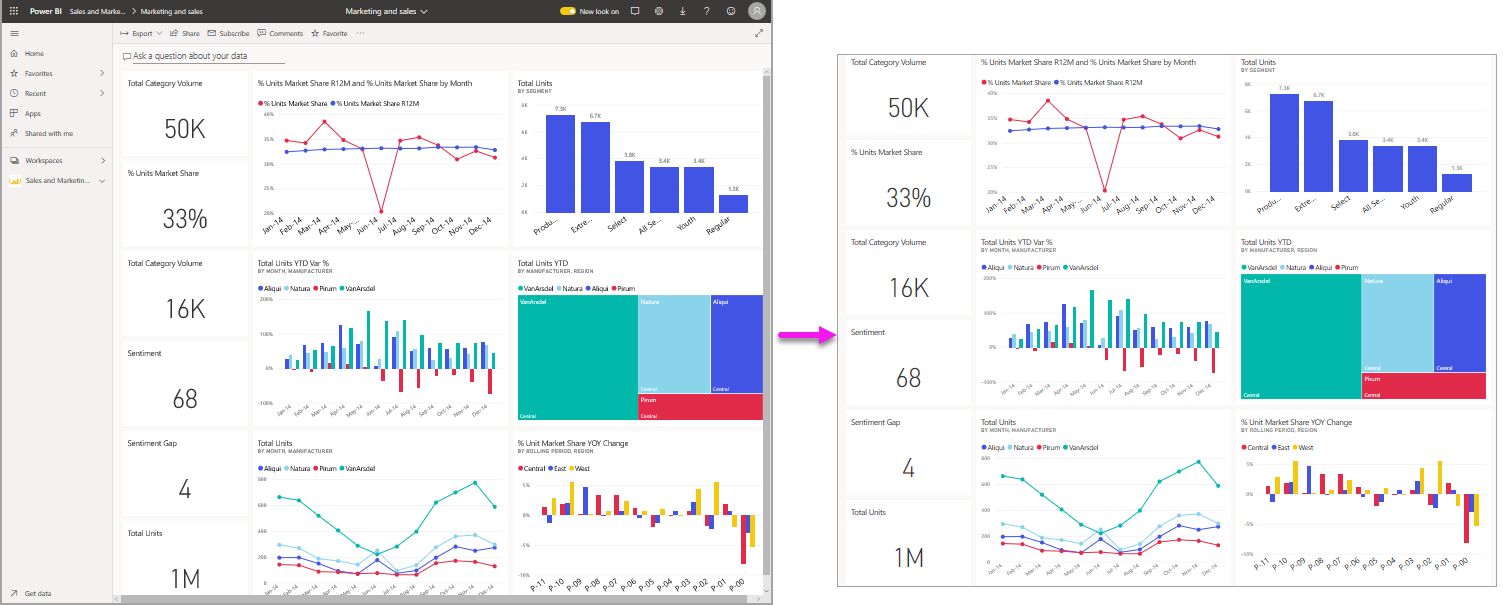 Power BI Sales and Marke... > Marketing and sales
Marketing and sales
New look on
?
Home
Favorites
Recent
Apps
Shared with me
Workspaces
Sales and Marketin...
Get data
Export
Share
Subscribe
Comments
Favorite
...
Ask a question about your data
Total Category Volume
50K
% Units Market Share
33%
% Units Market Share R12M and % Units Market Share by Month
% Units Market Share % Units Market Share R12M
40%
35%
30%
25%
20%
Jan-14 Feb-14 Mar-14 Apr-14 May-... Jun-14 Jul-14 Aug-14 Sep-14 Oct-14 Nov-14 Dec-14
Total Units
BY SEGMENT
8K
6K
4K
2K
0K
7.3K 6.7K 3.8K 3.4K 3.4K 1.3K
Produ... Extre... Select All Se... Youth Regular
Total Category Volume
16K
Sentiment
68
Total Units YTD Var %
BY MONTH, MANUFACTURER
Aliqui Natura Pirum VanArsdel
200%
100%
0%
-100%
Jan-14 Feb-14 Mar-14 Apr-14 May-14 Jun-14 Jul-14 Aug-14 Sep-14 Oct-14 Nov-14 Dec-14
Total Units YTD
BY MANUFACTURER, REGION
VanArsdel Natura Aliqui Pirum
VanArsdel
Central
Natura
Central
Aliqui
Central
Pirum
Central
Sentiment Gap
4
Total Units
1M
Total Units
BY MONTH, MANUFACTURER
Aliqui Natura Pirum VanArsdel
800
600
400
200
0
Jan-14 Feb-14 Mar-14 Apr-14 May-14 Jun-14 Jul-14 Aug-14 Sep-14 Oct-14 Nov-14 Dec-14
% Unit Market Share YOY Change
BY ROLLING PERIOD, REGION
Central East West
5%
0%
-5%
-10%
P-11 P-10 P-09 P-08 P-07 P-06 P-05 P-04 P-03 P-02 P-01 P-00
Total Category Volume
50K
% Units Market Share
33%
% Units Market Share R12M and % Units Market Share by Month
% Units Market Share % Units Market Share R12M
40%
35%
30%
25%
20%
Jan-14 Feb-14 Mar-14 Apr-14 May-... Jun-14 Jul-14 Aug-14 Sep-14 Oct-14 Nov-14 Dec-14
Total Units
BY SEGMENT
8K
6K
4K
2K
0K
7.3K 6.7K 3.8K 3.4K 3.4K 1.3K
Produ... Extre... Select All Se... Youth Regular
Total Category Volume
16K
Sentiment
68
Total Units YTD Var %
BY MONTH, MANUFACTURER
Aliqui Natura Pirum VanArsdel
200%
100%
0%
-100%
Jan-14 Feb-14 Mar-14 Apr-14 May-14 Jun-14 Jul-14 Aug-14 Sep-14 Oct-14 Nov-14 Dec-14
Total Units YTD
BY MANUFACTURER, REGION
VanArsdel Natura Aliqui Pirum
VanArsdel
Central
Natura
Central
Aliqui
Central
Pirum
Central
Sentiment Gap
4
Total Units
1M
Total Units
BY MONTH, MANUFACTURER
Aliqui Natura Pirum VanArsdel
800
600
400
200
0
Jan-14 Feb-14 Mar-14 Apr-14 May-14 Jun-14 Jul-14 Aug-14 Sep-14 Oct-14 Nov-14 Dec-14
% Unit Market Share YOY Change
BY ROLLING PERIOD, REGION
Central East West
5%
0%
-5%
-10%
P-11 P-10 P-09 P-08 P-07 P-06 P-05 P-04 P-03 P-02 P-01 P-00